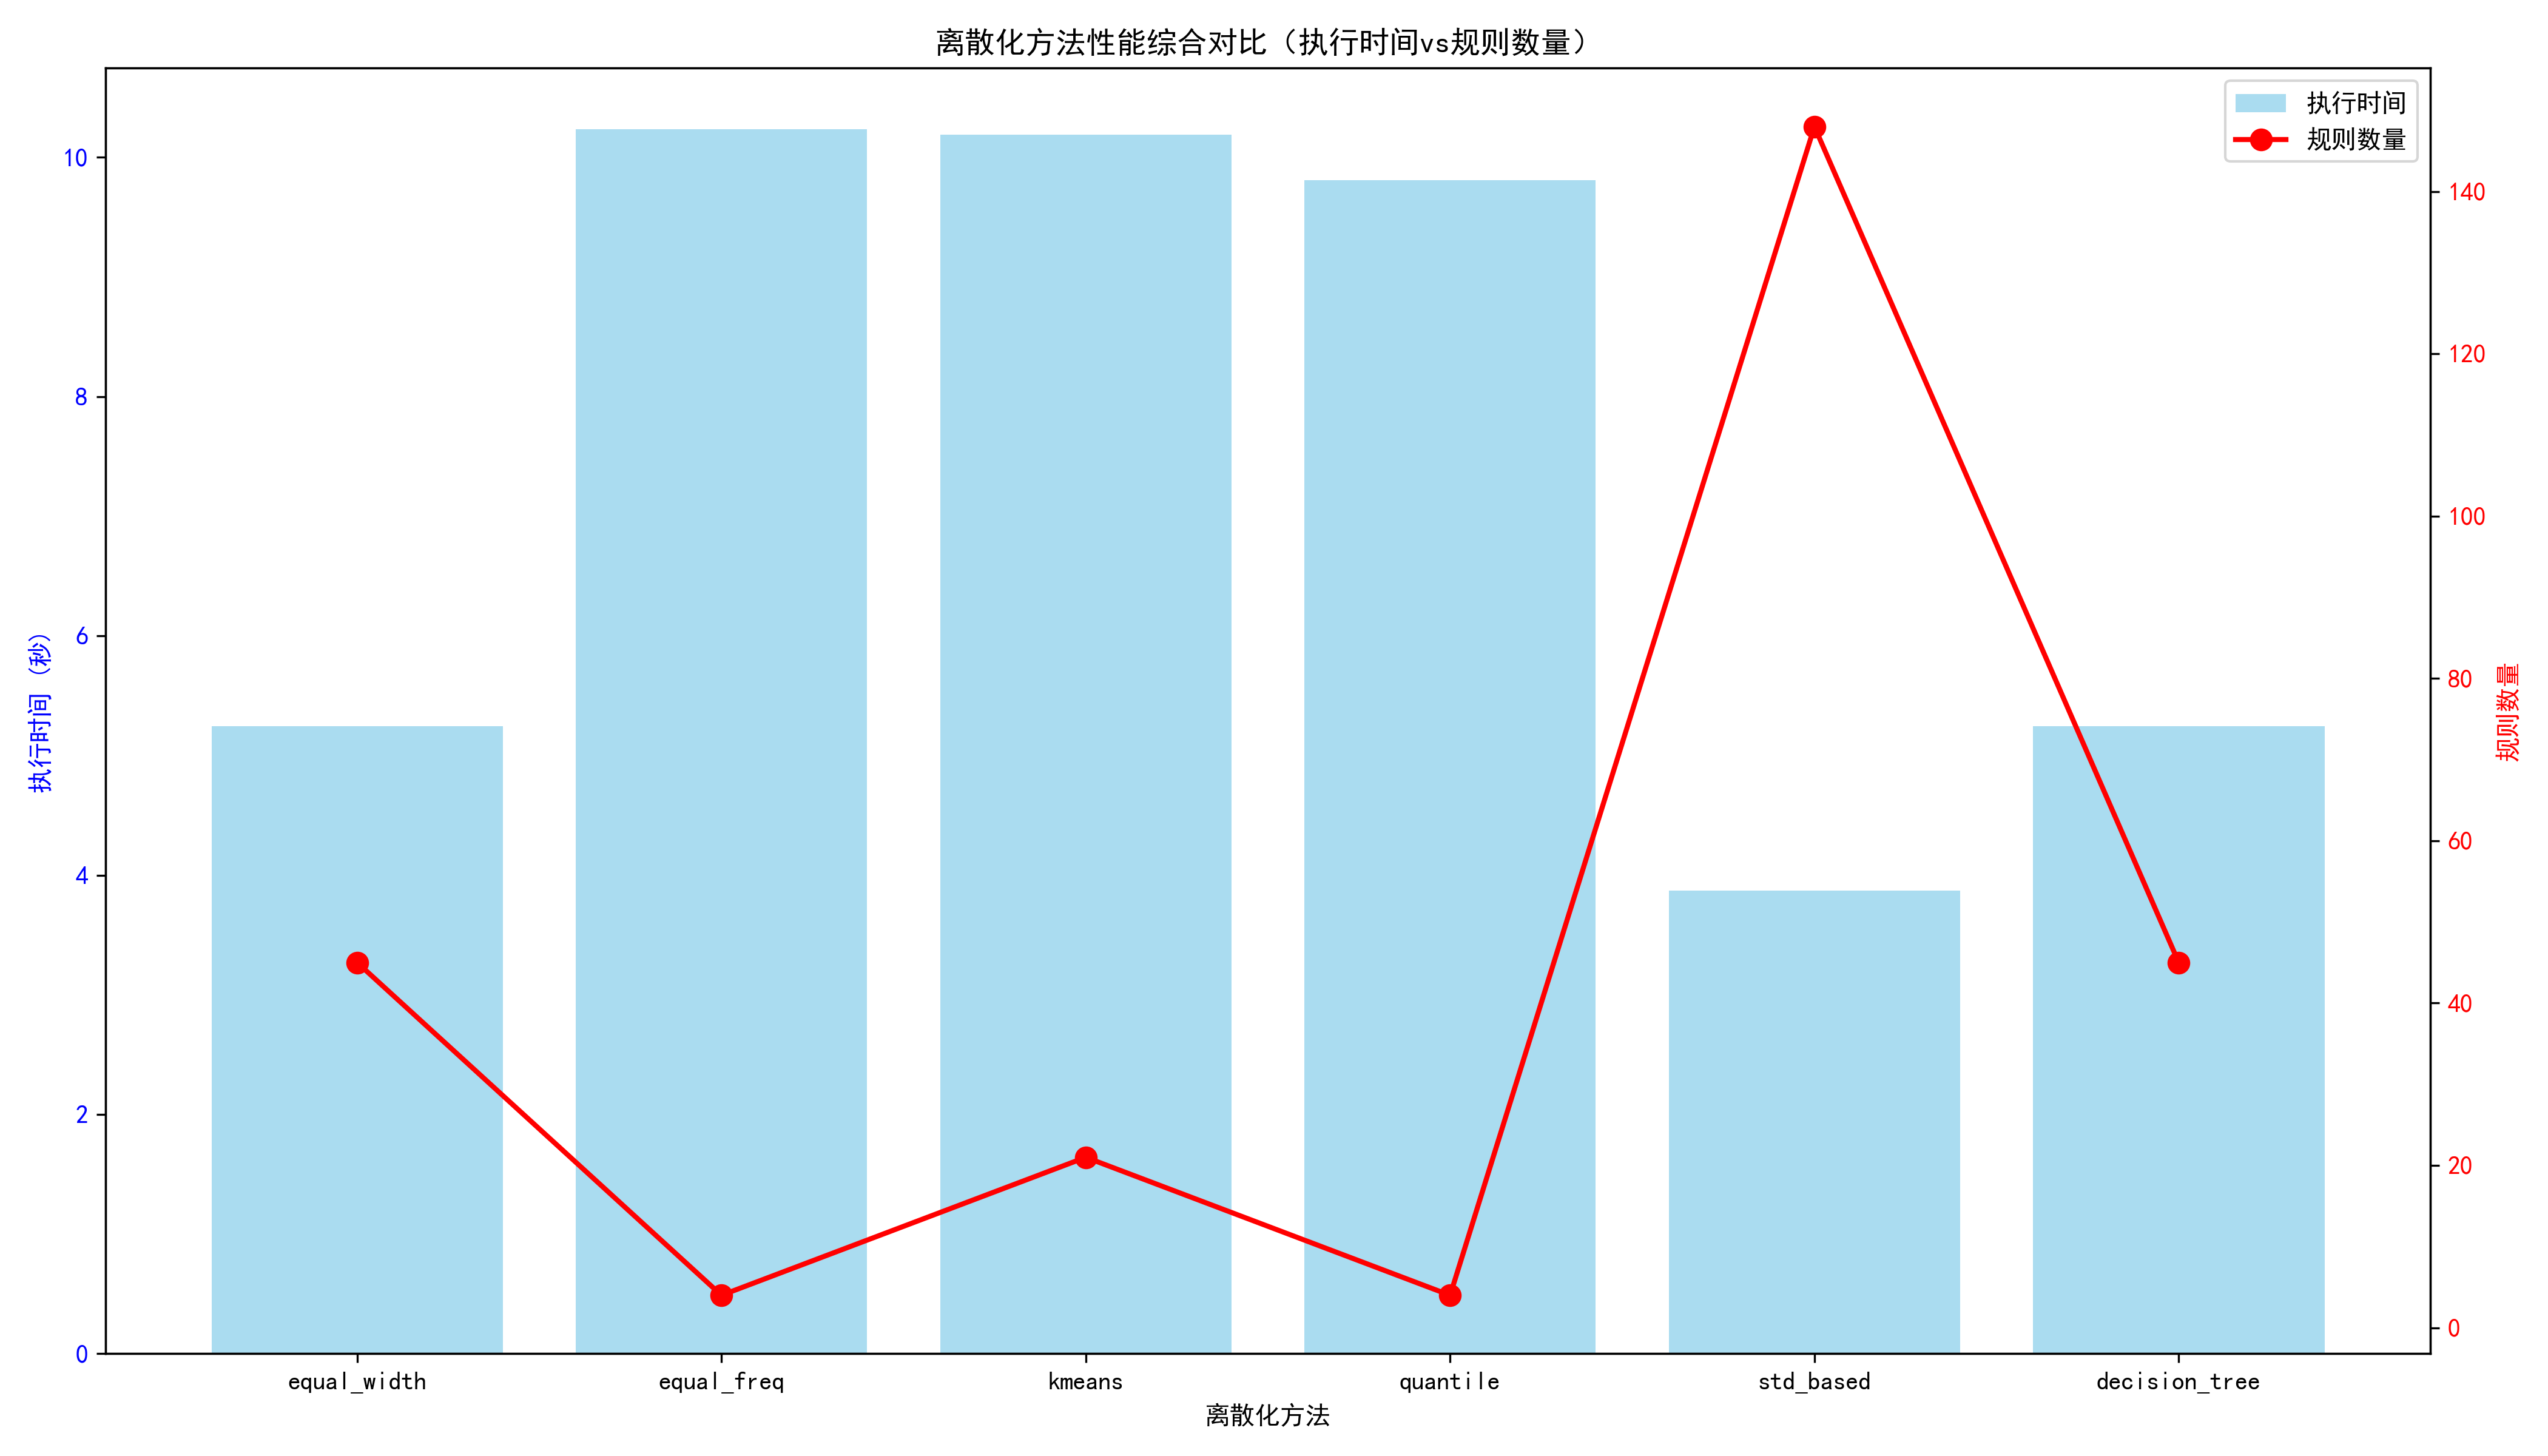 离散化方法性能综合对比（执行时间vs规则数量）
执行时间
规则数量
10
8
6
4
2
0
执行时间（秒）
140
120
100
80
60
40
20
0
规则数量
equal_width
equal_freq
kmeans
quantile
std_based
decision_tree
离散化方法